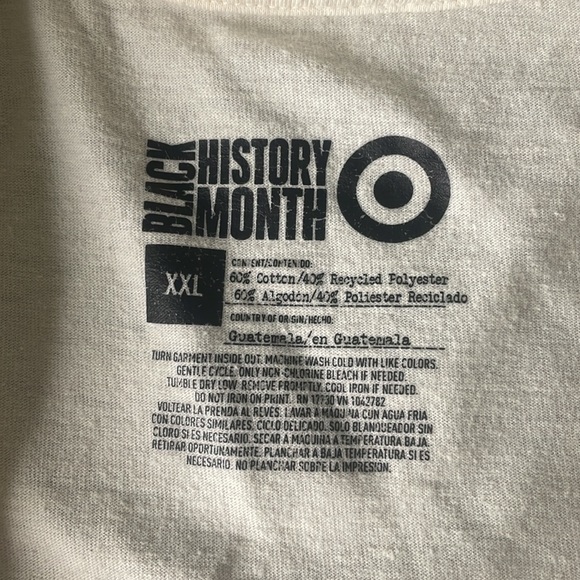 BLACK
HISTORY
MONTH
XXL
CONTENT/CONTENIDO:
60% Cotton/40% Recycled Polyester
60% Algodon/40% Poliester Reciclado
COUNTRY OF ORIGIN/HECHO:
Guatemala/en Guatemala
TURN GARMENT INSIDE OUT. MACHINE WASH COLD WITH LIKE COLORS.
GENTLE CYCLE. ONLY NON-CHLORINE BLEACH IF NEEDED.
TUMBLE DRY LOW. REMOVE PROMPTLY. COOL IRON IF NEEDED.
DO NOT IRON ON PRINT. RN 17730 VN 1042782
VOLTEAR LA PRENDA AL REVES. LAVAR A MAQUINA CON AGUA FRIA
CON COLORES SIMILARES. CICLO DELICADO. SOLO BLANQUEADOR SIN
CLORO SI ES NECESARIO. SECAR A MAQUINA A TEMPERATURA BAJA.
RETIRAR OPORTUNAMENTE. PLANCHAR A BAJA TEMPERATURA SI ES
NECESARIO. NO PLANCHAR SOBRE LA IMPRESION.